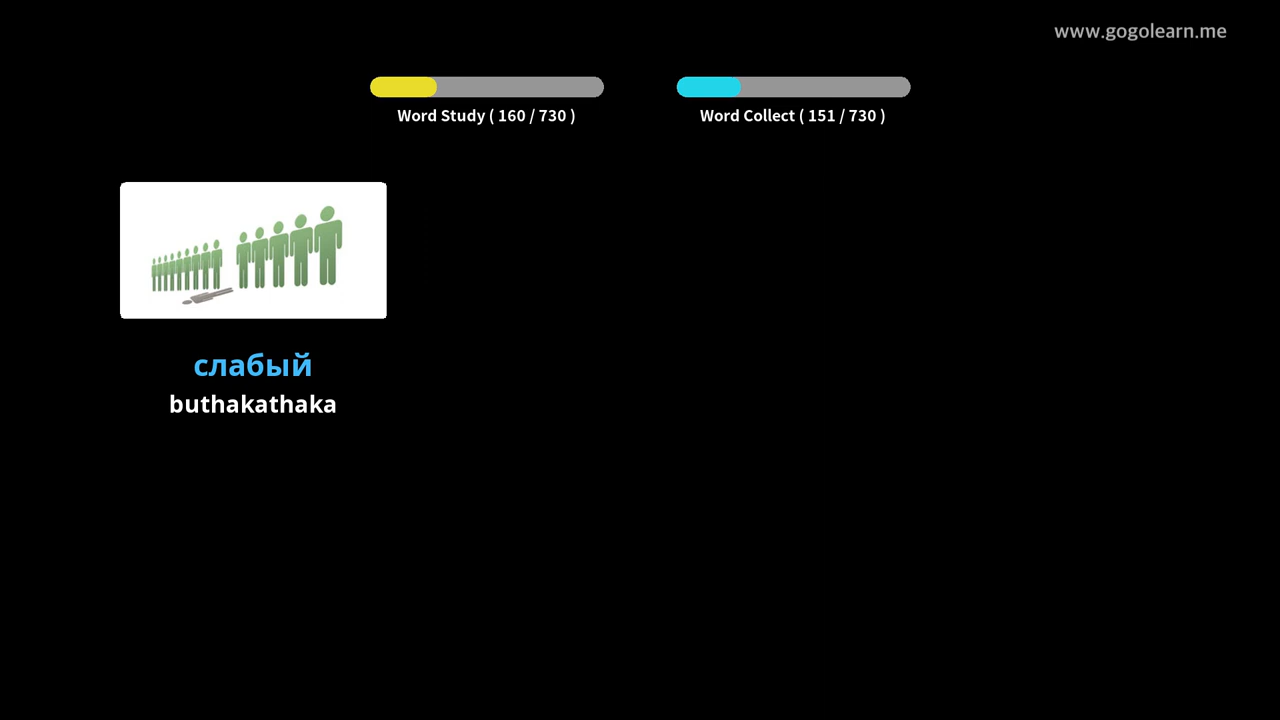 www.gogolearn.me
Word Study ( 160 / 730 )
Word Collect ( 151 / 730 )
слабый
buthakathaka